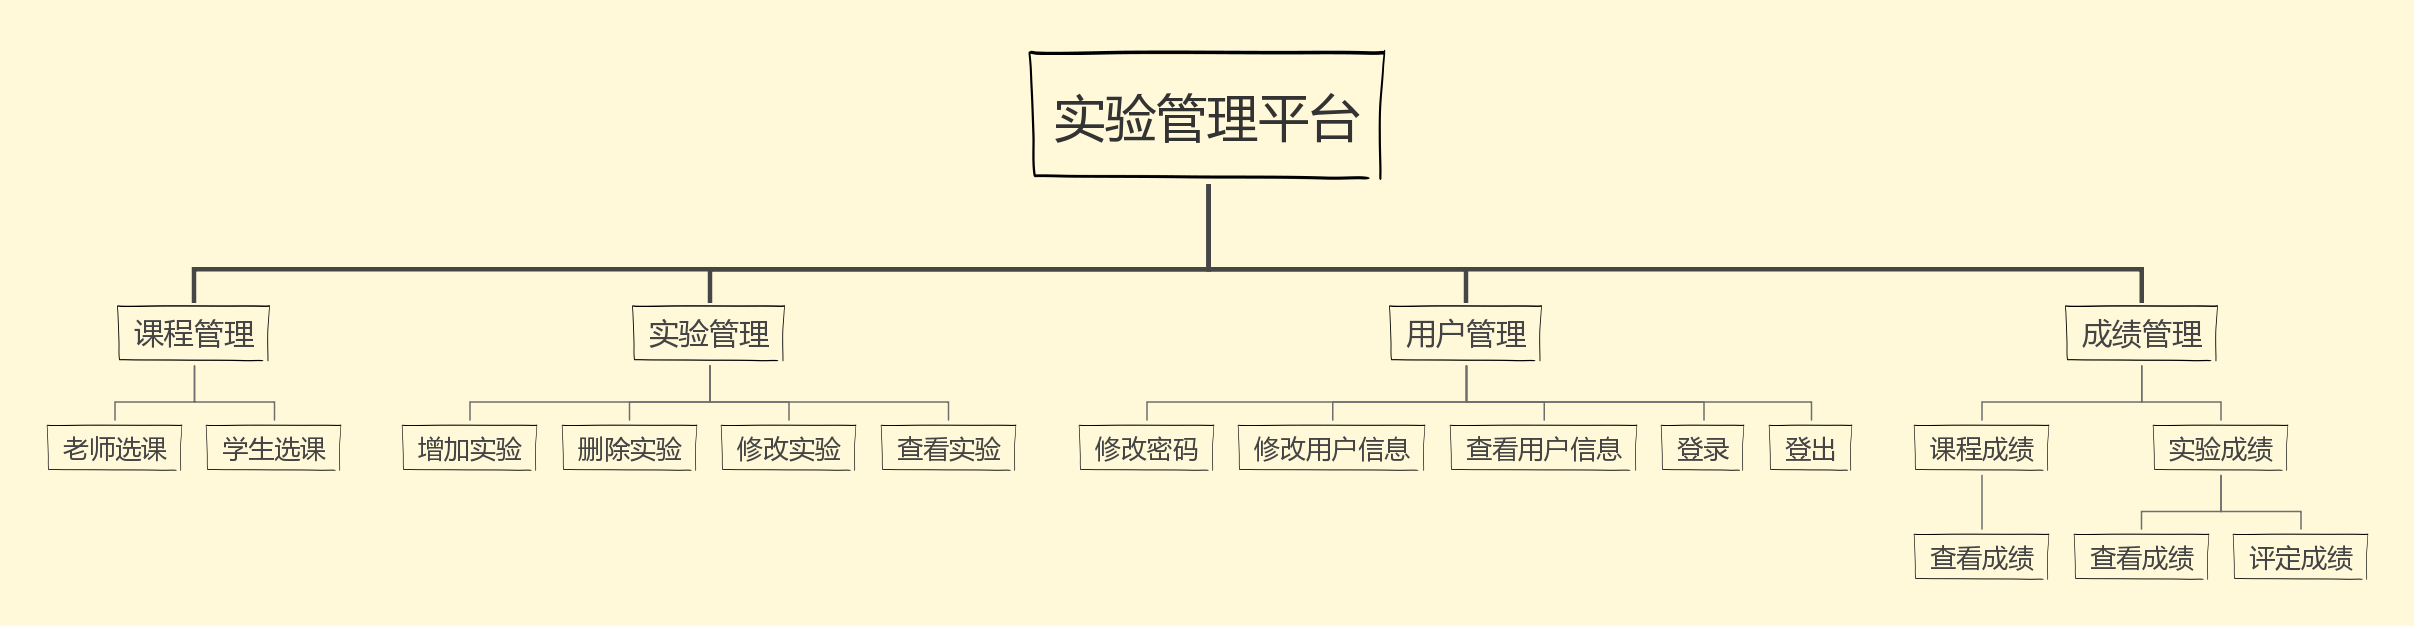 实验管理平台
课程管理
实验管理
用户管理
成绩管理
老师选课
学生选课
增加实验
删除实验
修改实验
查看实验
修改密码
修改用户信息
查看用户信息
登录
登出
课程成绩
实验成绩
查看成绩
查看成绩
评定成绩